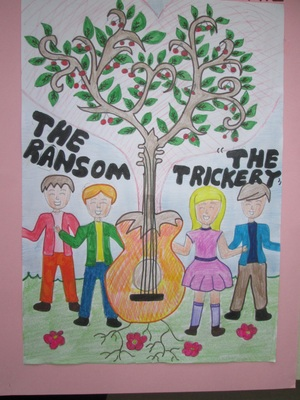 THE
RANSOM
"THE
TRICKERY"